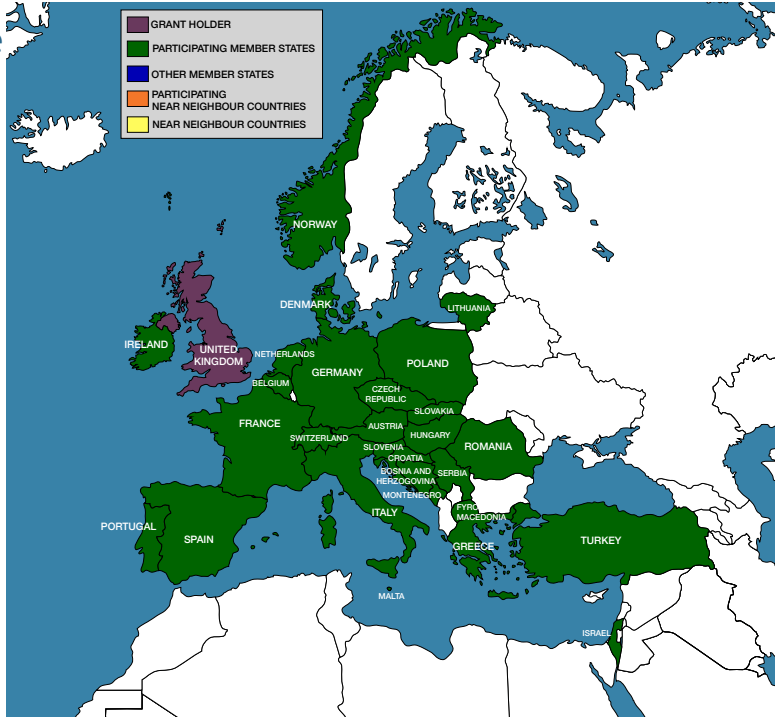 GRANT HOLDER
PARTICIPATING MEMBER STATES
OTHER MEMBER STATES
PARTICIPATING
NEAR NEIGHBOUR COUNTRIES
NEAR NEIGHBOUR COUNTRIES
NORWAY
DENMARK
LITHUANIA
IRELAND
UNITED
KINGDOM
NETHERLANDS
BELGIUM
GERMANY
POLAND
CZECH
REPUBLIC
SLOVAKIA
FRANCE
SWITZERLAND
AUSTRIA
HUNGARY
ROMANIA
SLOVENIA
CROATIA
BOSNIA AND
HERZOGOVINA
SERBIA
MONTENEGRO
ITALY
FYRO
MACEDONIA
PORTUGAL
SPAIN
GREECE
TURKEY
MALTA
ISRAEL